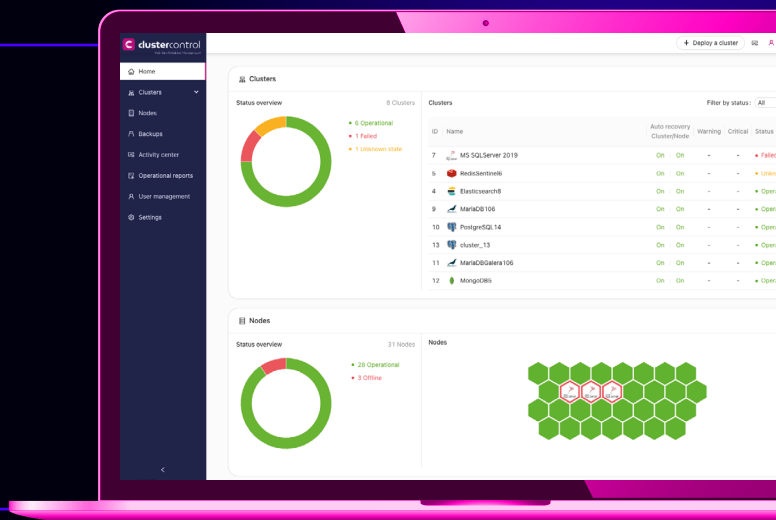 clustercontrol
Home
Clusters
Nodes
Backups
Activity center
Operational reports
User management
Settings
+ Deploy a cluster
Clusters
Status overview
8 Clusters
6 Operational
1 Failed
1 Unknown state
Clusters
Filter by status: All
ID Name Auto recovery Cluster/Node Warning Critical Status
7 MS SQLServer 2019 On On - - Failed
5 RedisSentinel6 On On - -
4 Elasticsearch8 On On - -
9 MariaDB106 On On - -
10 PostgreSQL14 On On - -
13 cluster_13 On On - -
11 MariaDBGalera106 On On - -
12 MongoDB5 On On - -
Nodes
Status overview
31 Nodes
28 Operational
3 Offline
Nodes